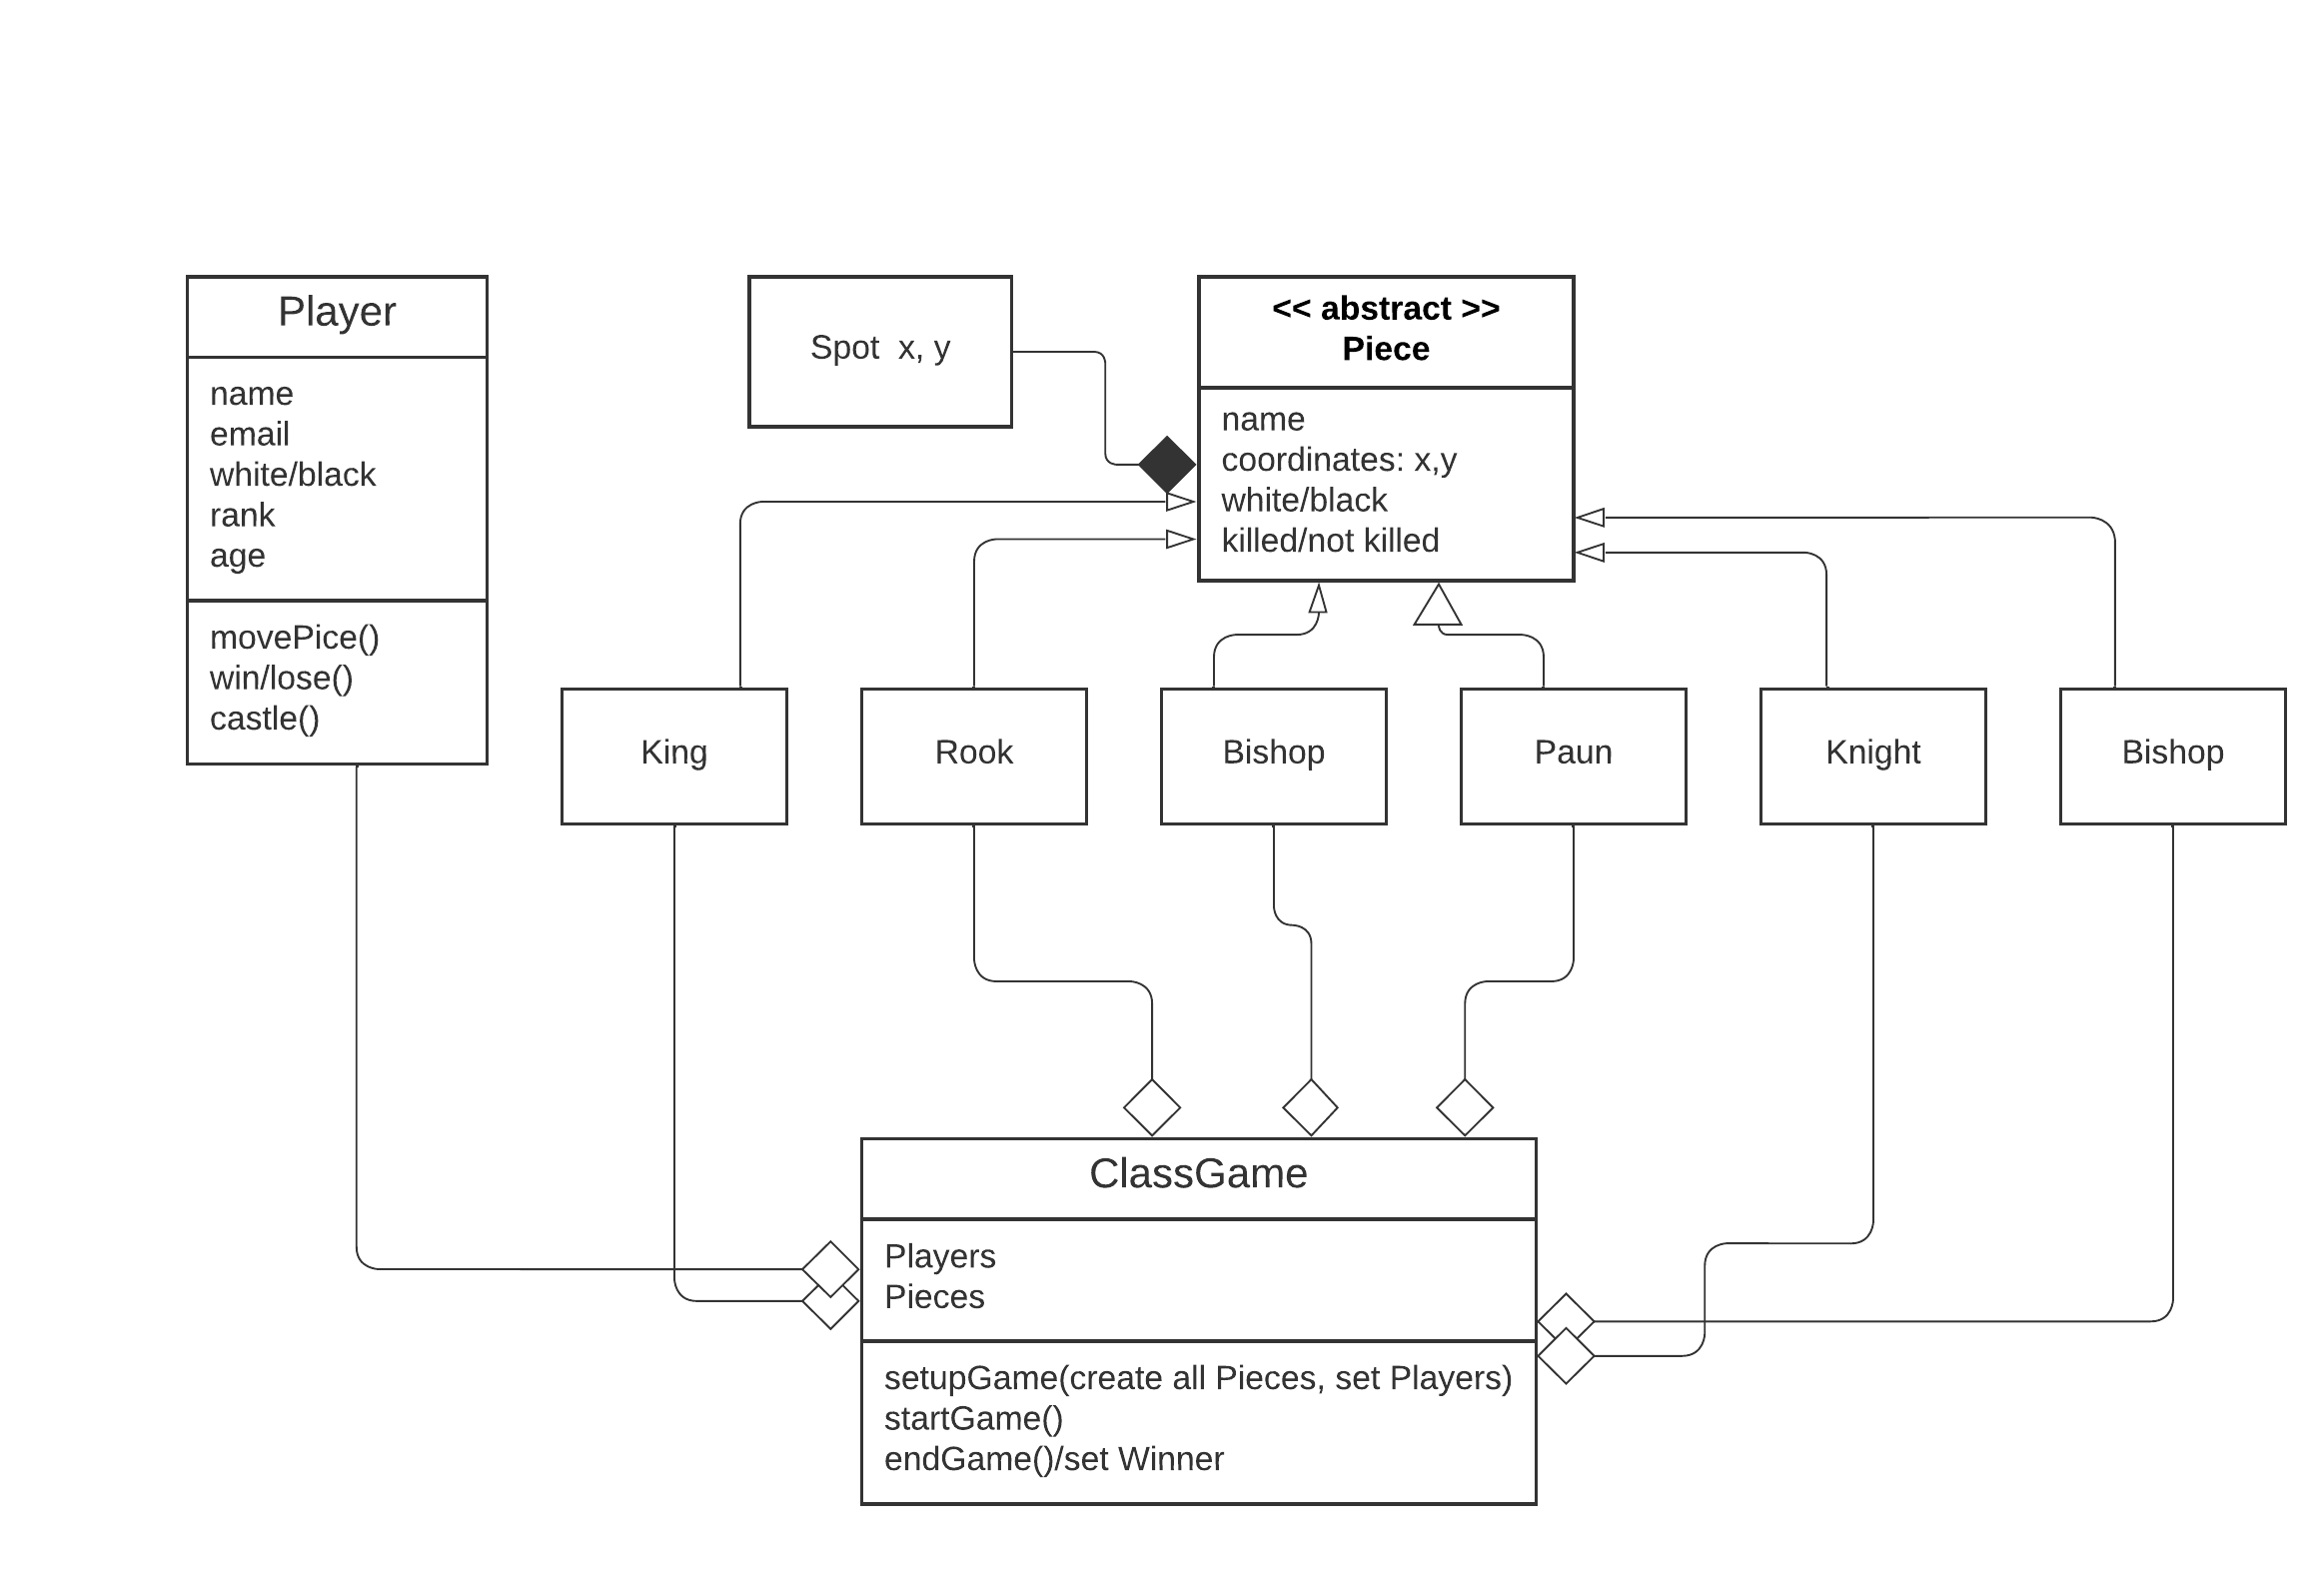 Player
name
email
white/black
rank
age
movePice()
win/lose()
castle()
Spot  x, y
<< abstract >>
Piece
name
coordinates: x,y
white/black
killed/not killed
King
Rook
Bishop
Paun
Knight
Bishop
ClassGame
Players
Pieces
setupGame(create all Pieces, set Players)
startGame()
endGame()/set Winner